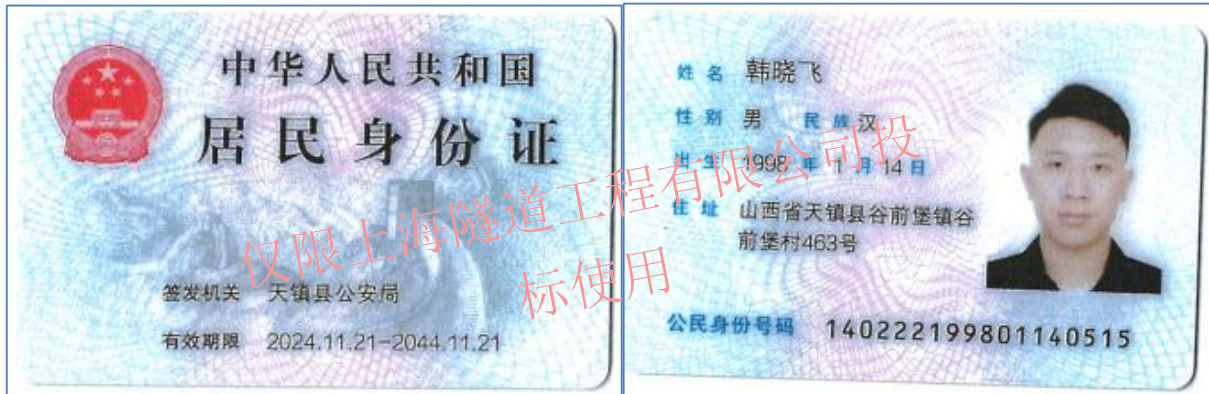 中华人民共和国
居民身份证
签发机关 天镇县公安局
有效期限 2024.11.21-2044.11.21
姓名 韩晓飞
性别 男 民族 汉
出生 1998 年 1 月 14 日
住址 山西省天镇县谷前堡镇谷
前堡村463号
公民身份号码 140222199801140515
仅限上海隧道工程有限公司投
标使用